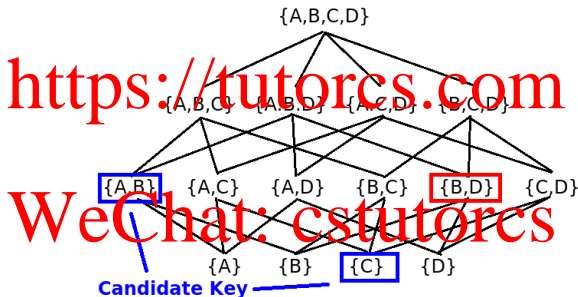 {A,B,C,D}
https://tutorcs.com
{A,B,C} {A,B,D} {A,C,D} {B,C,D}
{A,B} {A,C} {A,D} {B,C} {B,D} {C,D}
WeChat: cstutorcs
{A} {B} {C} {D}
Candidate Key